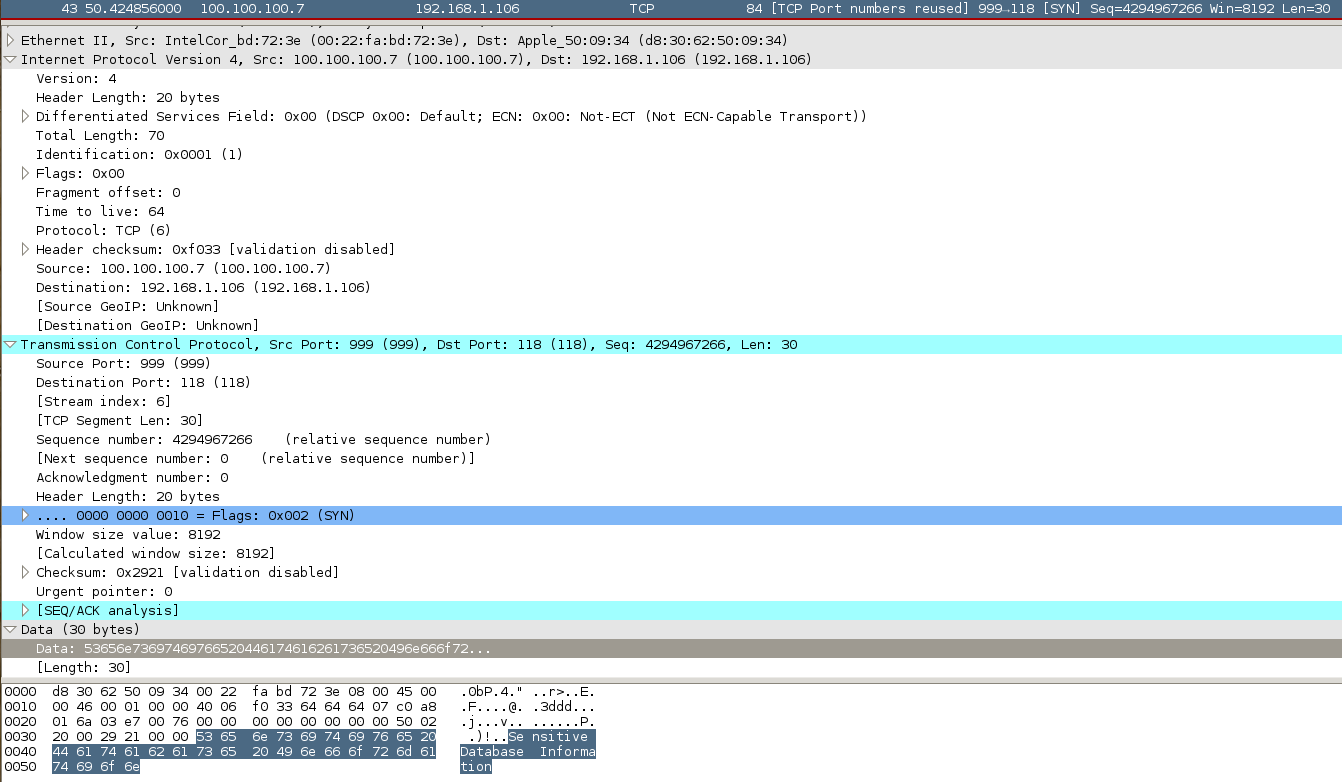 43 50.424856000 100.100.100.7 192.168.1.106 TCP 84 [TCP Port numbers reused] 999→118 [SYN] Seq=4294967266 Win=8192 Len=30
Ethernet II, Src: IntelCor_bd:72:3e (00:22:fa:bd:72:3e), Dst: Apple_50:09:34 (d8:30:62:50:09:34)
Internet Protocol Version 4, Src: 100.100.100.7 (100.100.100.7), Dst: 192.168.1.106 (192.168.1.106)
Version: 4
Header Length: 20 bytes
Differentiated Services Field: 0x00 (DSCP 0x00: Default; ECN: 0x00: Not-ECT (Not ECN-Capable Transport))
Total Length: 70
Identification: 0x0001 (1)
Flags: 0x00
Fragment offset: 0
Time to live: 64
Protocol: TCP (6)
Header checksum: 0xf033 [validation disabled]
Source: 100.100.100.7 (100.100.100.7)
Destination: 192.168.1.106 (192.168.1.106)
[Source GeoIP: Unknown]
[Destination GeoIP: Unknown]
Transmission Control Protocol, Src Port: 999 (999), Dst Port: 118 (118), Seq: 4294967266, Len: 30
Source Port: 999 (999)
Destination Port: 118 (118)
[Stream index: 6]
[TCP Segment Len: 30]
Sequence number: 4294967266 (relative sequence number)
[Next sequence number: 0 (relative sequence number)]
Acknowledgment number: 0
Header Length: 20 bytes
.... 0000 0000 0010 = Flags: 0x002 (SYN)
Window size value: 8192
[Calculated window size: 8192]
Checksum: 0x2921 [validation disabled]
Urgent pointer: 0
[SEQ/ACK analysis]
Data (30 bytes)
Data: 53656e73697469766520446174616261736520496e666f72...
[Length: 30]
0000 d8 30 62 50 09 34 00 22 fa bd 72 3e 08 00 45 00 .0bP.4." ..r>..E.
0010 00 46 00 01 00 00 40 06 f0 33 64 64 64 07 c0 a8 .F....@. .3ddd...
0020 01 6a 03 e7 00 76 00 00 00 00 00 00 00 00 50 02 .j...v.. ......P.
0030 20 00 29 21 00 00 53 65 6e 73 69 74 69 76 65 20 .)!..Se nsitive
0040 44 61 74 61 62 61 73 65 20 49 6e 66 6f 72 6d 61 Database Informa
0050 74 69 6f 6e tion